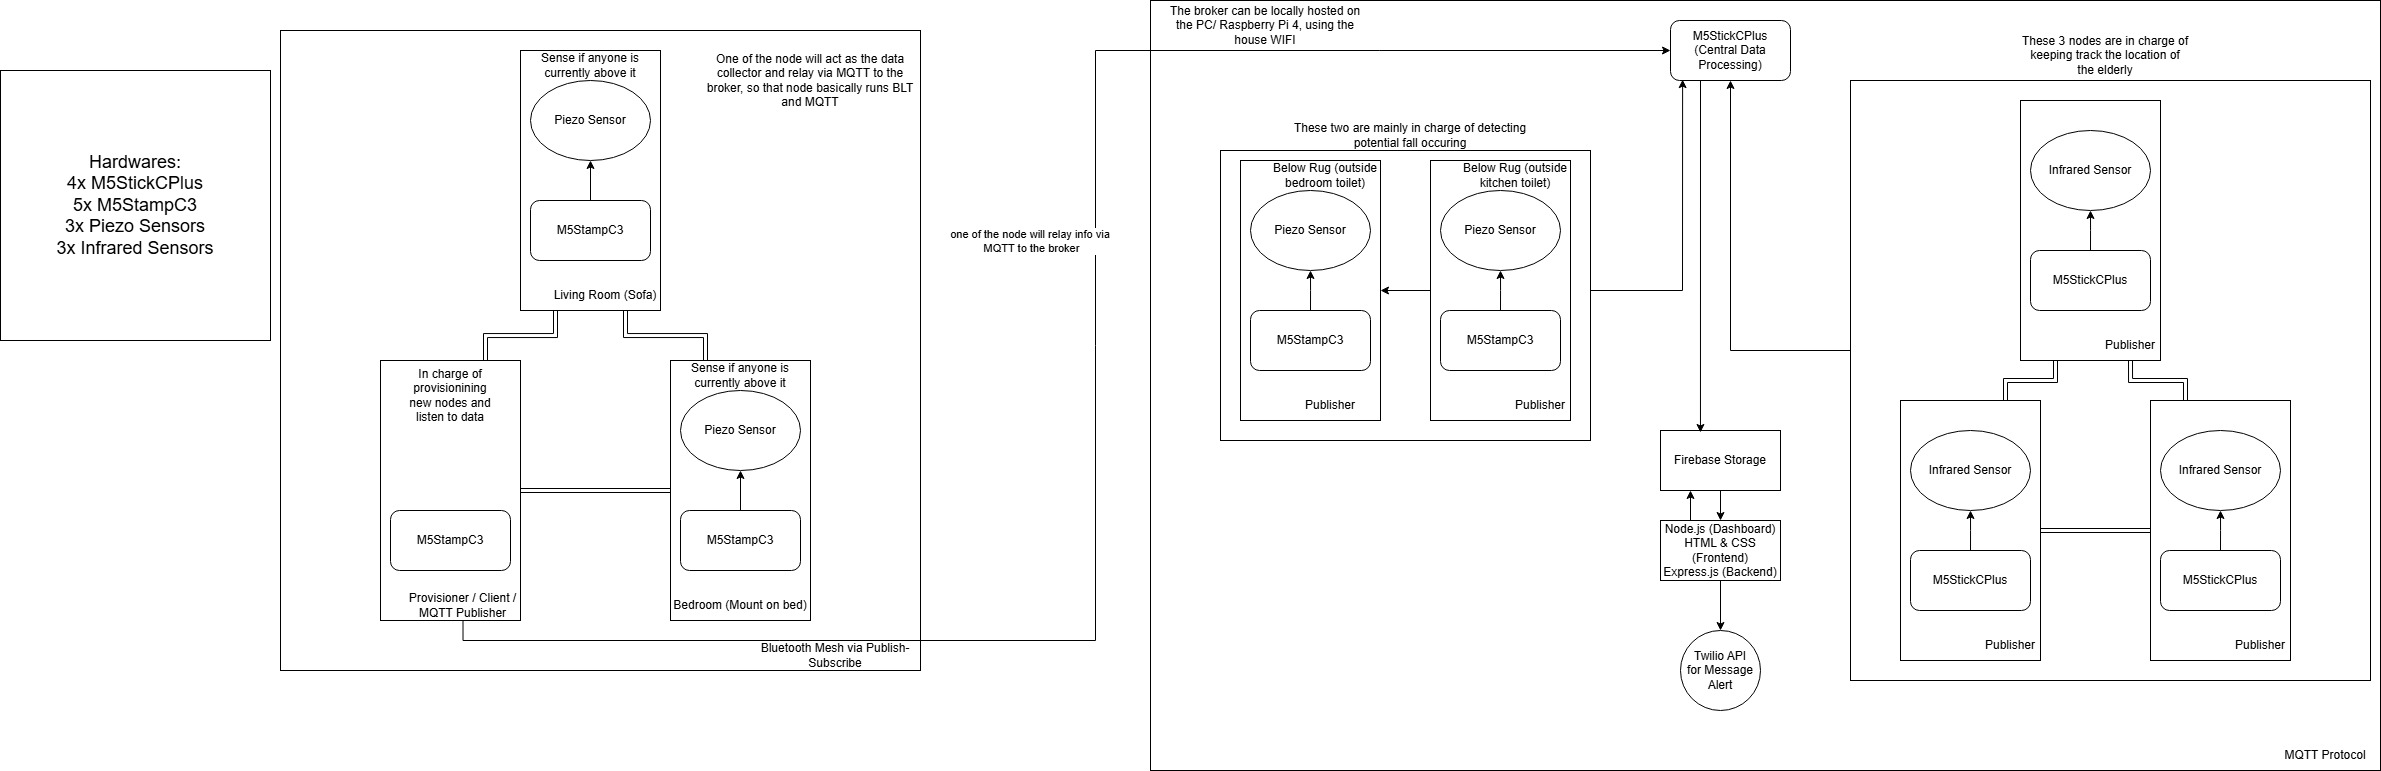 Hardwares:
4x M5StickCPlus
5x M5StampC3
3x Piezo Sensors
3x Infrared Sensors
Sense if anyone is
currently above it
Piezo Sensor
M5StampC3
Living Room (Sofa)
One of the node will act as the data
collector and relay via MQTT to the
broker, so that node basically runs BLT
and MQTT
In charge of
provisionining
new nodes and
listen to data
M5StampC3
Provisioner / Client /
MQTT Publisher
Sense if anyone is
currently above it
Piezo Sensor
M5StampC3
Bedroom (Mount on bed)
Bluetooth Mesh via Publish-
Subscribe
one of the node will relay info via
MQTT to the broker
The broker can be locally hosted on
the PC/ Raspberry Pi 4, using the
house WIFI
M5StickCPlus
(Central Data
Processing)
These two are mainly in charge of detecting
potential fall occuring
Below Rug (outside
bedroom toilet)
Piezo Sensor
M5StampC3
Publisher
Below Rug (outside
kitchen toilet)
Piezo Sensor
M5StampC3
Publisher
Firebase Storage
Node.js (Dashboard)
HTML & CSS
(Frontend)
Express.js (Backend)
Twilio API
for Message
Alert
These 3 nodes are in charge of
keeping track the location of
the elderly
Infrared Sensor
M5StickCPlus
Publisher
Infrared Sensor
M5StickCPlus
Publisher
Infrared Sensor
M5StickCPlus
Publisher
MQTT Protocol